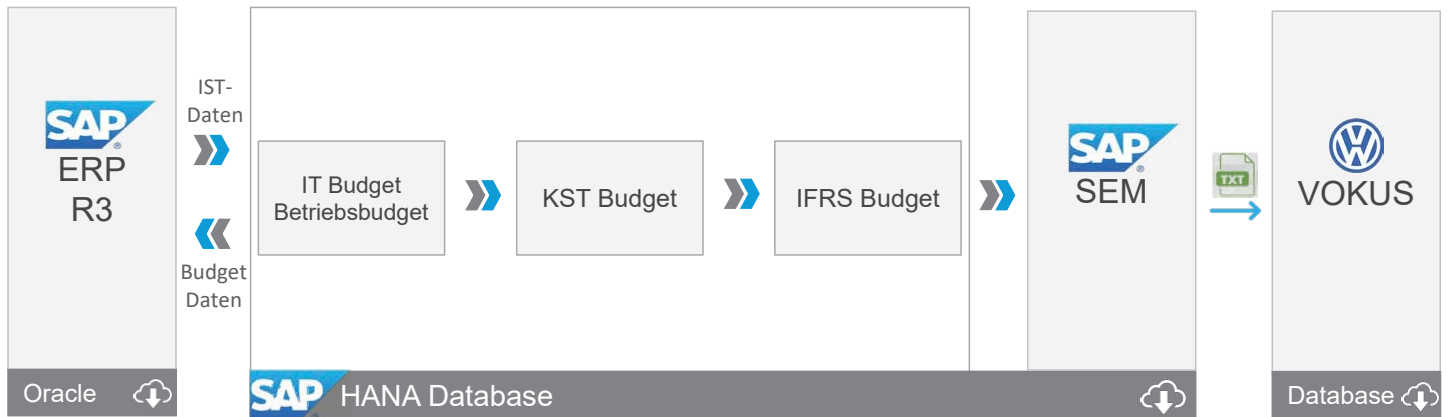 SAP
ERP
R3
Oracle
IST-
Daten
Budget
Daten
IT Budget
Betriebsbudget
KST Budget
IFRS Budget
SAP HANA Database
SAP
SEM
TXT
VW
VOKUS
Database